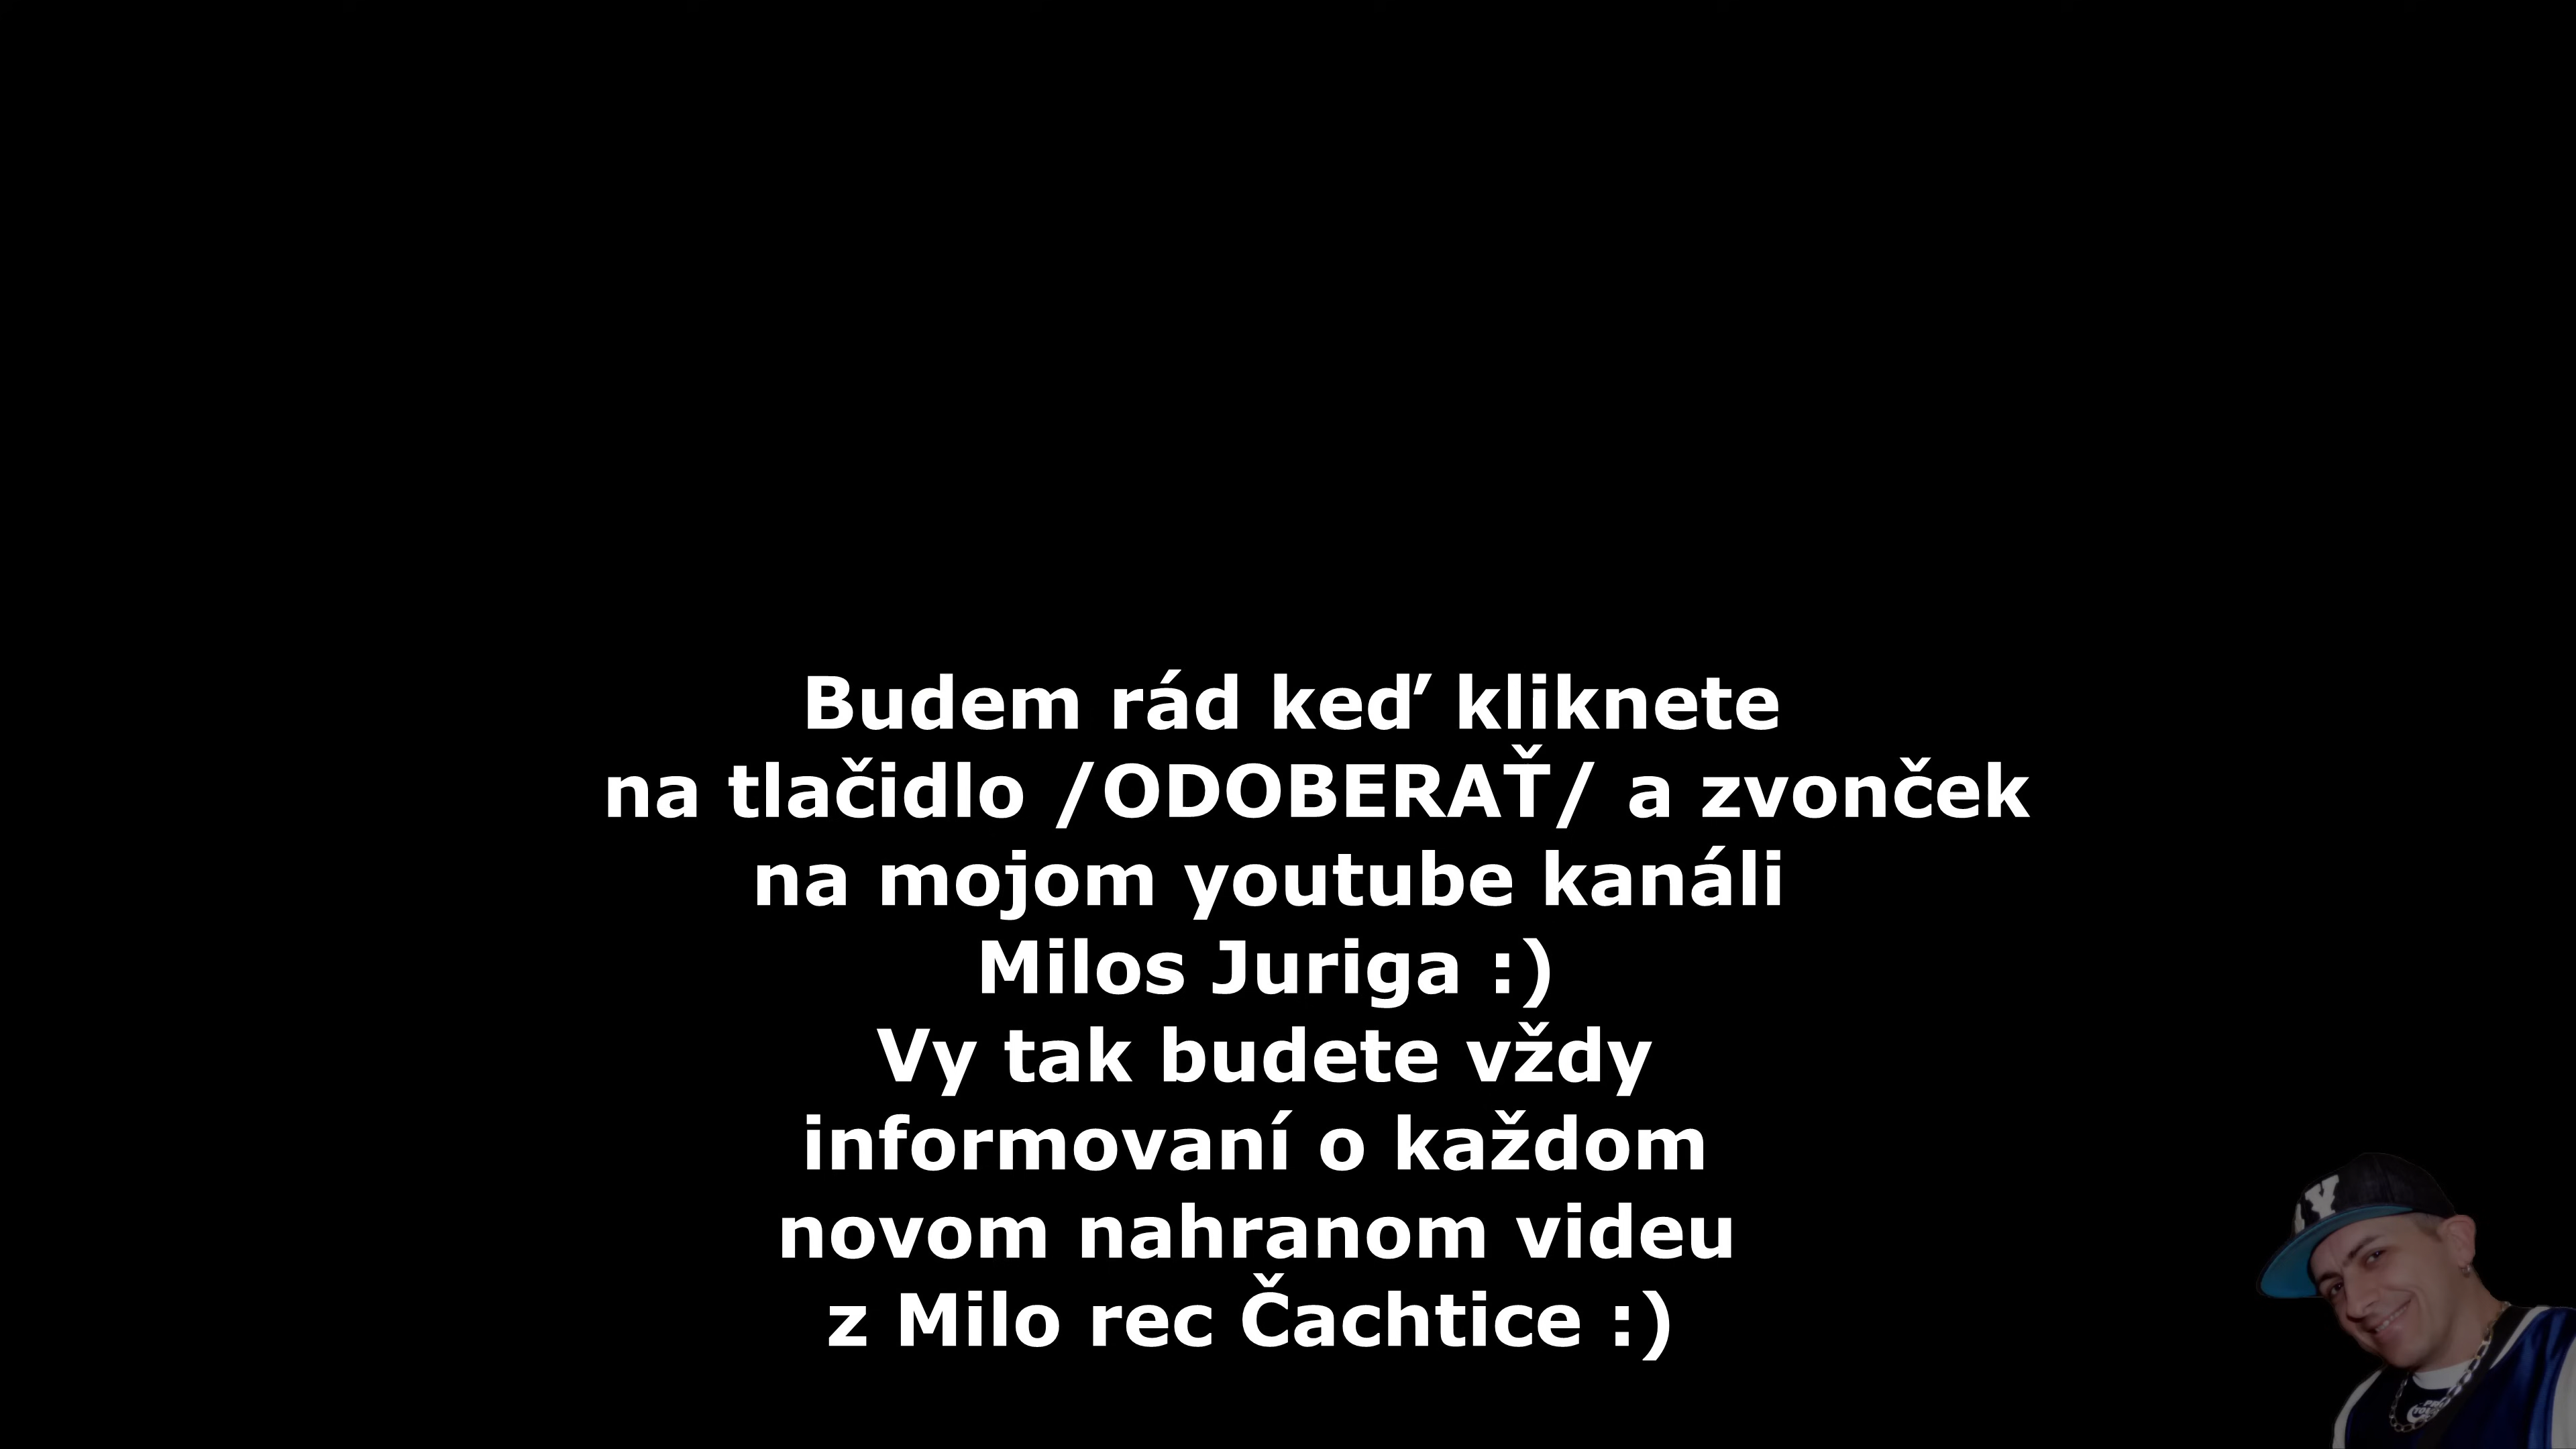 Budem rád keď kliknete
na tlačidlo /ODOBERAŤ/ a zvonček
na mojom youtube kanáli
Milos Juriga :)
Vy tak budete vždy
informovaní o každom
novom nahranom videu
z Milo rec Čachtice :)